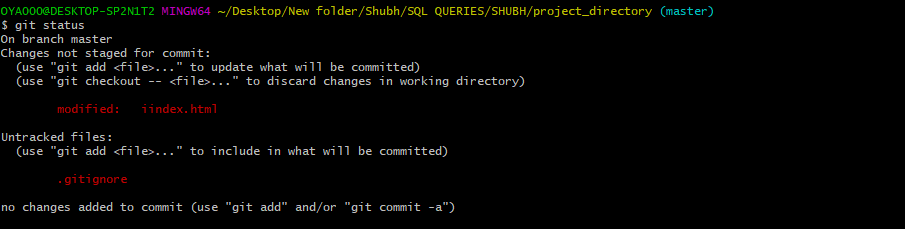 OYAQOO@DESKTOP-SP2N1T2 MINGW64 ~/Desktop/New folder/Shubh/SQL QUERIES/SHUBH/project_directory (master)
$ git status
On branch master
Changes not staged for commit:
  (use "git add <file>..." to update what will be committed)
  (use "git checkout -- <file>..." to discard changes in working directory)
        modified:   iindex.html
Untracked files:
  (use "git add <file>..." to include in what will be committed)
        .gitignore
no changes added to commit (use "git add" and/or "git commit -a")